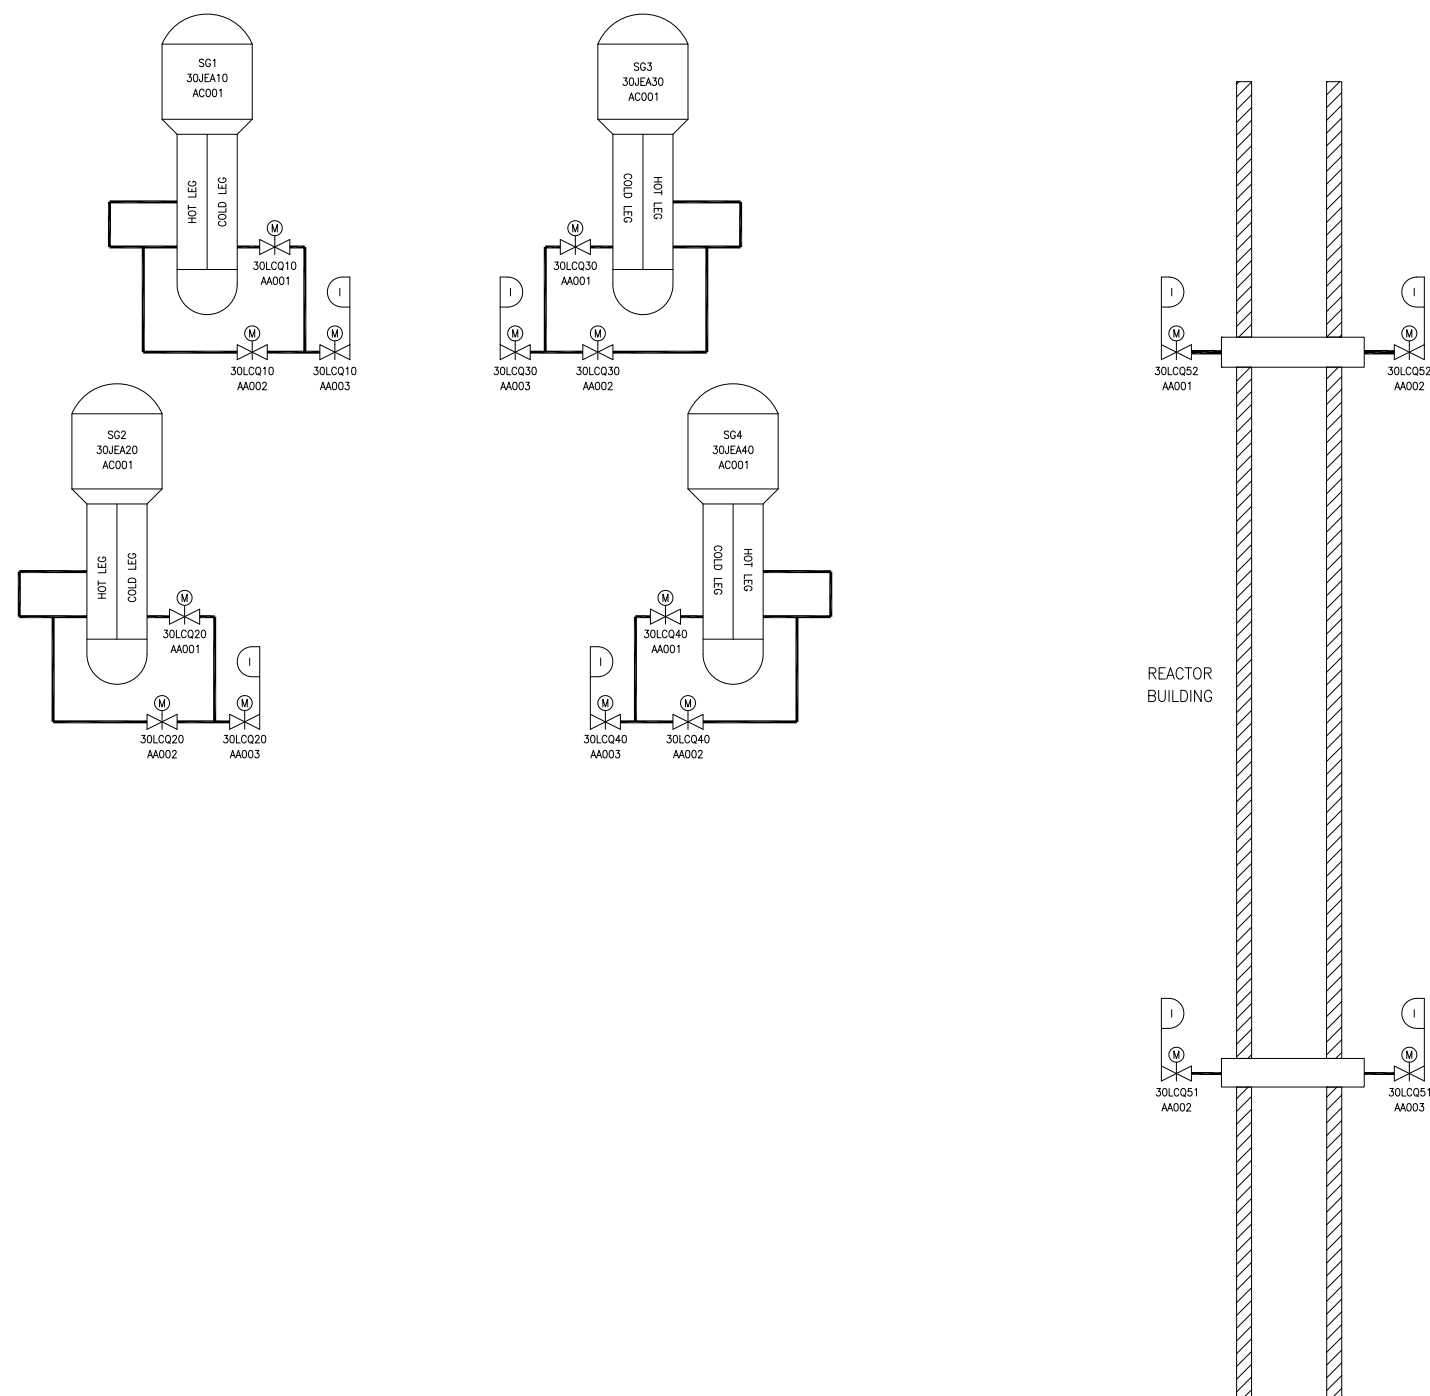 SG1
30JEA10
AC001
HOT LEG
COLD LEG
M
30LCQ10
AA001
I
M
30LCQ10
AA002
M
30LCQ10
AA003
SG3
30JEA30
AC001
COLD LEG
HOT LEG
M
30LCQ30
AA001
I
M
30LCQ30
AA003
M
30LCQ30
AA002
I
M
30LCQ52
AA001
I
M
30LCQ52
AA002
SG2
30JEA20
AC001
HOT LEG
COLD LEG
M
30LCQ20
AA001
I
M
30LCQ20
AA002
M
30LCQ20
AA003
SG4
30JEA40
AC001
COLD LEG
HOT LEG
M
30LCQ40
AA001
I
M
30LCQ40
AA003
M
30LCQ40
AA002
REACTOR
BUILDING
I
M
30LCQ51
AA002
I
M
30LCQ51
AA003